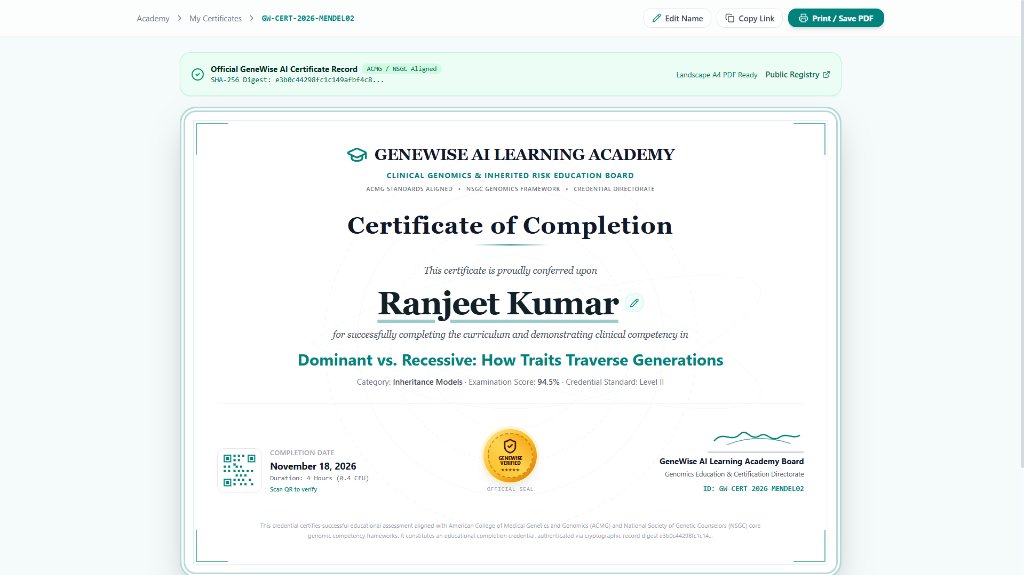 Academy > My Certificates > GW-CERT-2026-MENDEL02
Edit Name
Copy Link
Print / Save PDF
Official GeneWise AI Certificate Record ACMG / NSGC Aligned
SHA-256 Digest: e3b0c44298fc1c149afbf4c8...
Landscape A4 PDF Ready
Public Registry
GENEWISE AI LEARNING ACADEMY
CLINICAL GENOMICS & INHERITED RISK EDUCATION BOARD
ACMG STANDARDS ALIGNED • NSGC GENOMICS FRAMEWORK • CREDENTIAL DIRECTORATE
Certificate of Completion
This certificate is proudly conferred upon
Ranjeet Kumar
for successfully completing the curriculum and demonstrating clinical competency in
Dominant vs. Recessive: How Traits Traverse Generations
Category: Inheritance Models · Examination Score: 94.5% · Credential Standard: Level II
COMPLETION DATE
November 18, 2026
Duration: 4 Hours (0.4 CEU)
Scan QR to verify
GENEWISE
VERIFIED
OFFICIAL SEAL
GeneWise AI Learning Academy Board
Genomics Education & Certification Directorate
ID: GW-CERT-2026-MENDEL02
This credential certifies successful educational assessment aligned with American College of Medical Genetics and Genomics (ACMG) and National Society of Genetic Counselors (NSGC) core
genomic competency frameworks. It constitutes an educational completion credential, authenticated via cryptographic record digest e3b0c44298fc1c14..